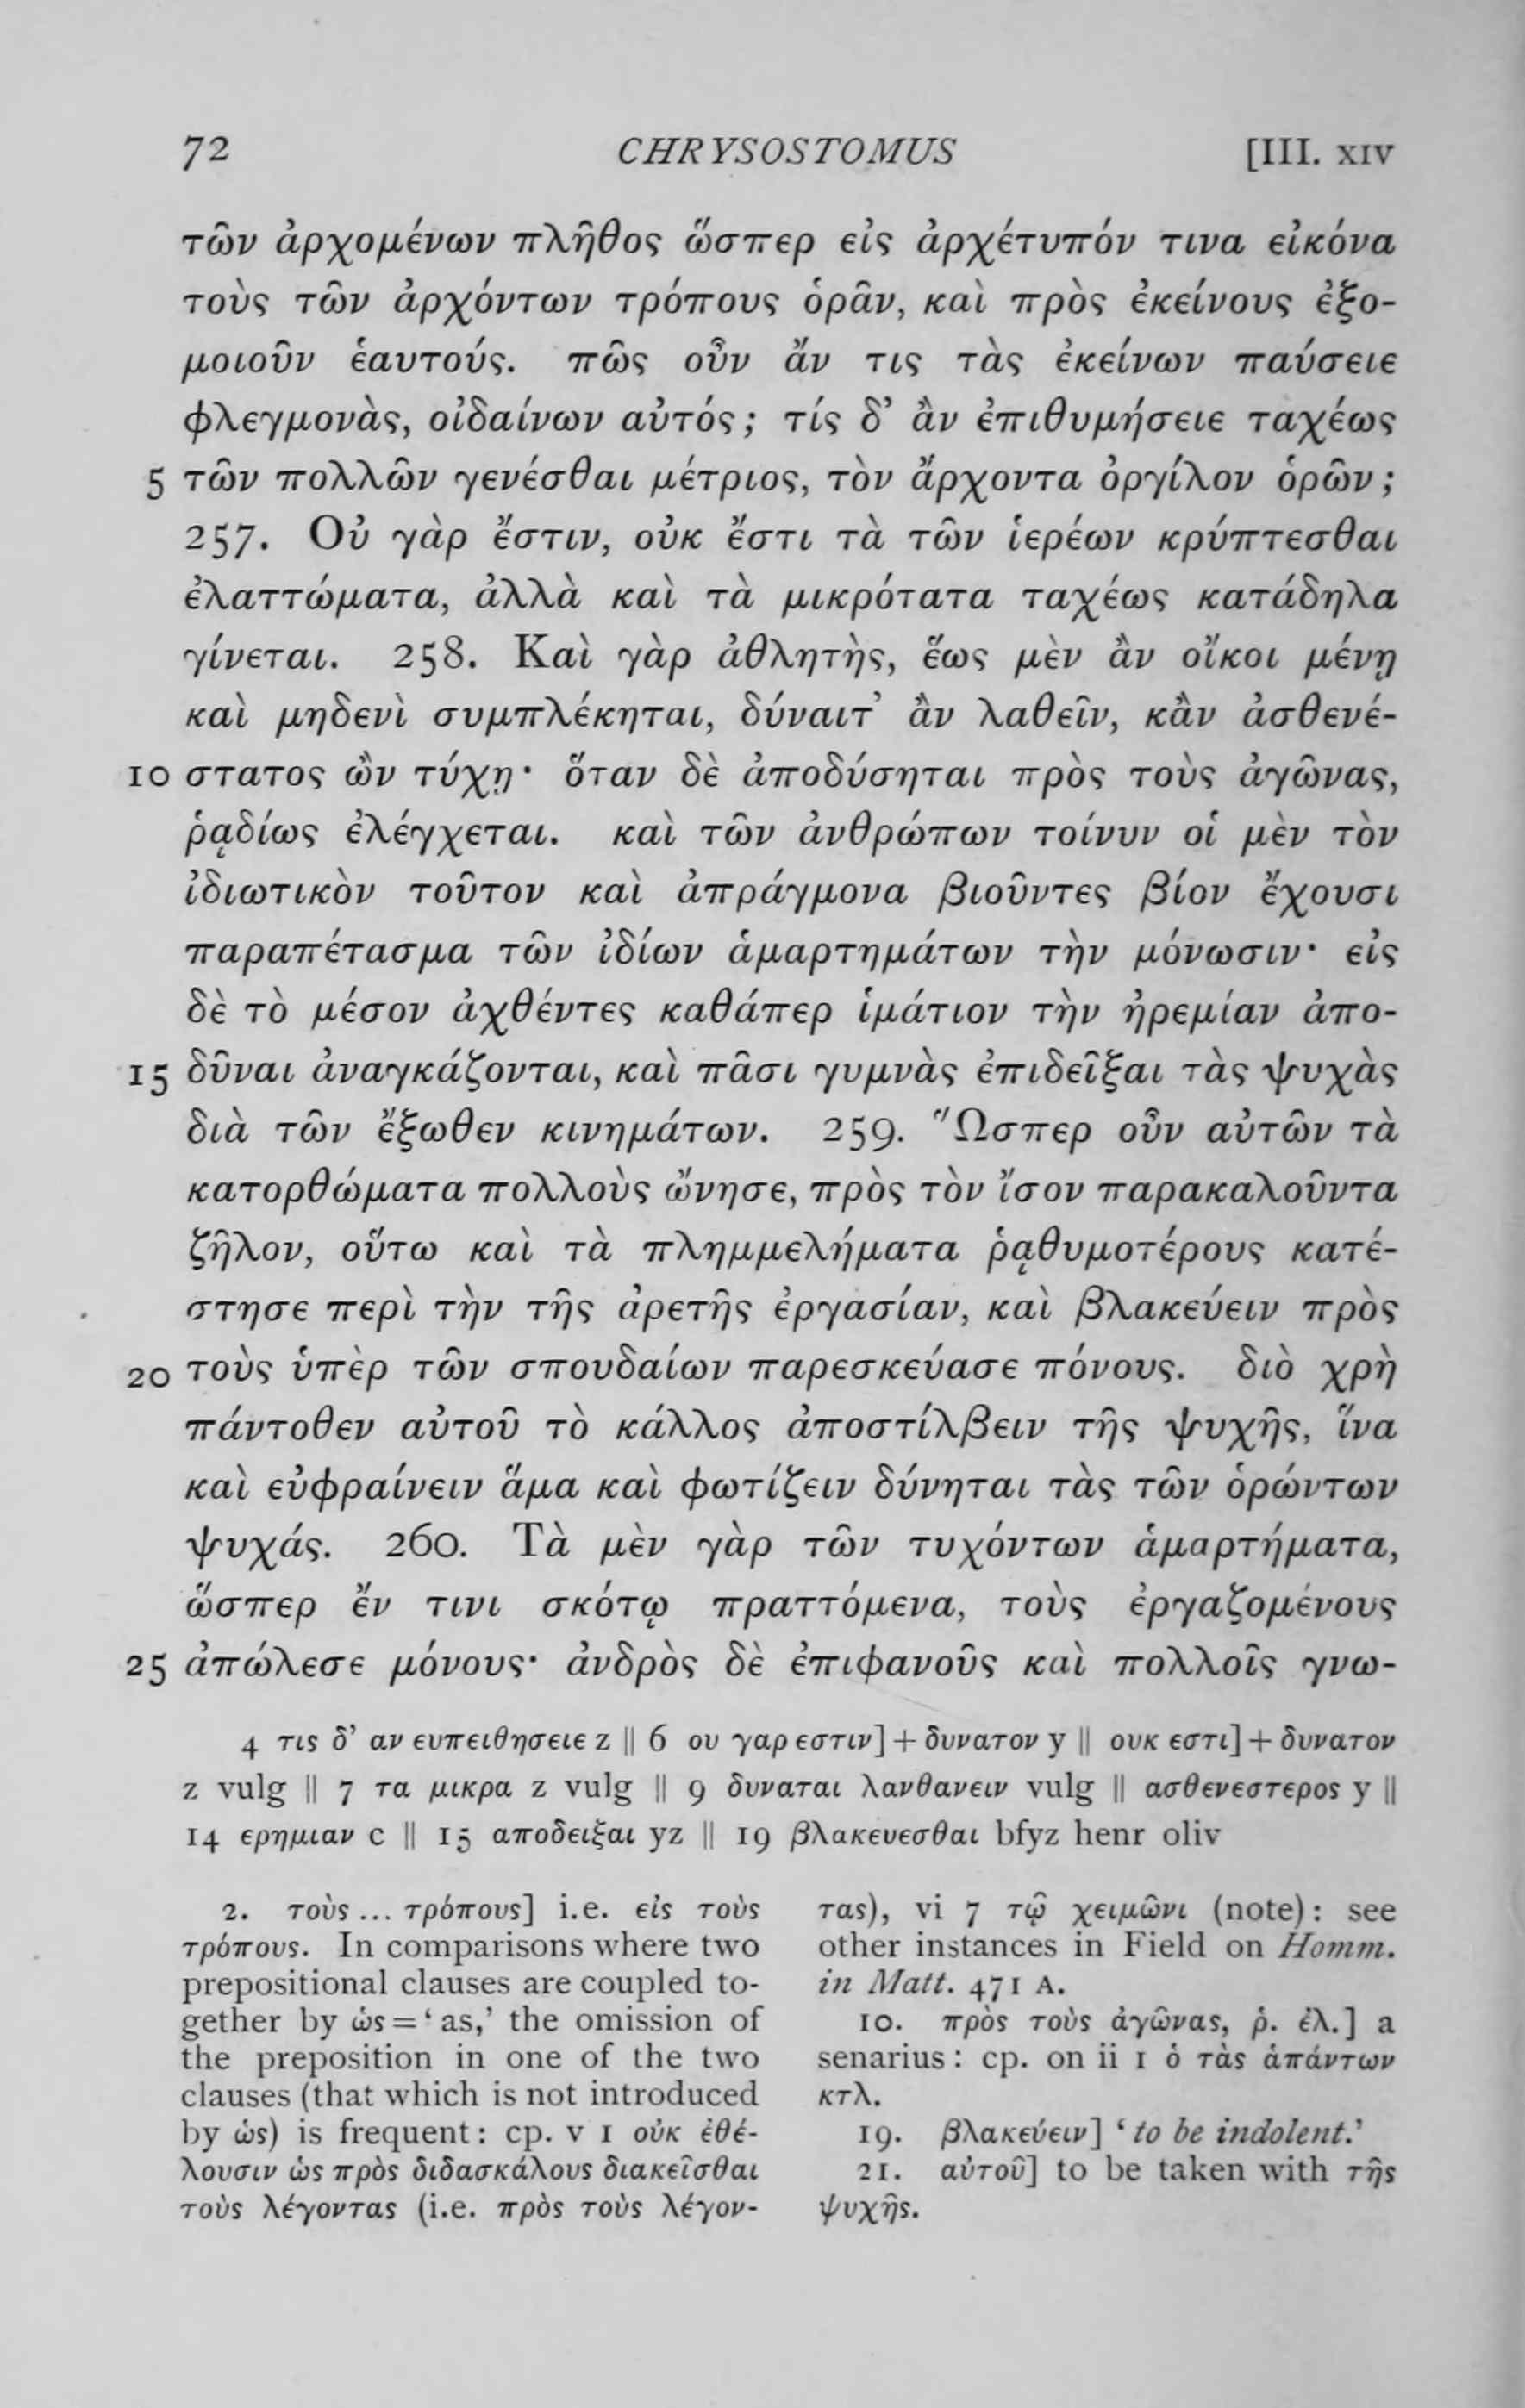 72 CHRYSOSTOMUS [III. XIV
τῶν ἀρχομένων πλῆθος ὥσπερ εἰς ἀρχέτυπόν τινα εἰκόνα
τοὺς τῶν ἀρχόντων τρόπους ὁρᾶν, καὶ πρὸς ἐκείνους ἐξο-
μοιοῦν ἑαυτούς. πῶς οὖν ἄν τις τὰς ἐκείνων παύσειε
φλεγμονὰς, οἰδαίνων αὐτός; τίς δ’ ἂν ἐπιθυμήσειε ταχέως
5 τῶν πολλῶν γενέσθαι μέτριος, τὸν ἄρχοντα ὀργίλον ὁρῶν;
257. Οὐ γὰρ ἔστιν, οὐκ ἔστι τὰ τῶν ἱερέων κρύπτεσθαι
ἐλαττώματα, ἀλλὰ καὶ τὰ μικρότατα ταχέως κατάδηλα
γίνεται. 258. Καὶ γὰρ ἀθλητὴς, ἕως μὲν ἂν οἴκοι μένῃ
καὶ μηδενὶ συμπλέκηται, δύναιτ’ ἂν λαθεῖν, κἂν ἀσθενέ-
10 στατος ὢν τύχῃ· ὅταν δὲ ἀποδύσηται πρὸς τοὺς ἀγῶνας,
ῥᾳδίως ἐλέγχεται. καὶ τῶν ἀνθρώπων τοίνυν οἱ μὲν τὸν
ἰδιωτικὸν τοῦτον καὶ ἀπράγμονα βιοῦντες βίον ἔχουσι
παραπέτασμα τῶν ἰδίων ἁμαρτημάτων τὴν μόνωσιν· εἰς
δὲ τὸ μέσον ἀχθέντες καθάπερ ἱμάτιον τὴν ἠρεμίαν ἀπο-
15 δῦναι ἀναγκάζονται, καὶ πᾶσι γυμνὰς ἐπιδεῖξαι τὰς ψυχὰς
διὰ τῶν ἔξωθεν κινημάτων. 259. Ὥσπερ οὖν αὐτῶν τὰ
κατορθώματα πολλοὺς ὤνησε, πρὸς τὸν ἴσον παρακαλοῦντα
ζῆλον, οὕτω καὶ τὰ πλημμελήματα ῥᾳθυμοτέρους κατέ-
στησε περὶ τὴν τῆς ἀρετῆς ἐργασίαν, καὶ βλακεύειν πρὸς
20 τοὺς ὑπὲρ τῶν σπουδαίων παρεσκεύασε πόνους. διὸ χρὴ
πάντοθεν αὐτοῦ τὸ κάλλος ἀποστίλβειν τῆς ψυχῆς, ἵνα
καὶ εὐφραίνειν ἅμα καὶ φωτίζειν δύνηται τὰς τῶν ὁρώντων
ψυχάς. 260. Τὰ μὲν γὰρ τῶν τυχόντων ἁμαρτήματα,
ὥσπερ ἔν τινι σκότῳ πραττόμενα, τοὺς ἐργαζομένους
25 ἀπώλεσε μόνους· ἀνδρὸς δὲ ἐπιφανοῦς καὶ πολλοῖς γνω-
4 τις δ’ αν ευπειθησειε z || 6 ου γαρ εστιν] + δυνατον y || ουκ εστι] + δυνατον
z vulg || 7 τα μικρα z vulg || 9 δυναται λανθανειν vulg || ασθενεστερος y ||
14 ερημιαν c || 15 αποδειξαι yz || 19 βλακευεσθαι bfyz henr oliv
2. τοὺς ... τρόπους] i.e. εἰς τοὺς
τρόπους. In comparisons where two
prepositional clauses are coupled to-
gether by ὡς = ‘as,’ the omission of
the preposition in one of the two
clauses (that which is not introduced
by ὡς) is frequent: cp. v 1 οὐκ ἐθέ-
λουσιν ὡς πρὸς διδασκάλους διακεῖσθαι
τοὺς λέγοντας (i.e. πρὸς τοὺς λέγον-
τας), vi 7 τῷ χειμῶνι (note): see
other instances in Field on Homm.
in Matt. 471 A.
10. πρὸς τοὺς ἀγῶνας, ῥ. ἐλ.] a
senarius: cp. on ii 1 ὁ τὰς ἁπάντων
κτλ.
19. βλακεύειν] ‘to be indolent.’
21. αὐτοῦ] to be taken with τῆς
ψυχῆς.